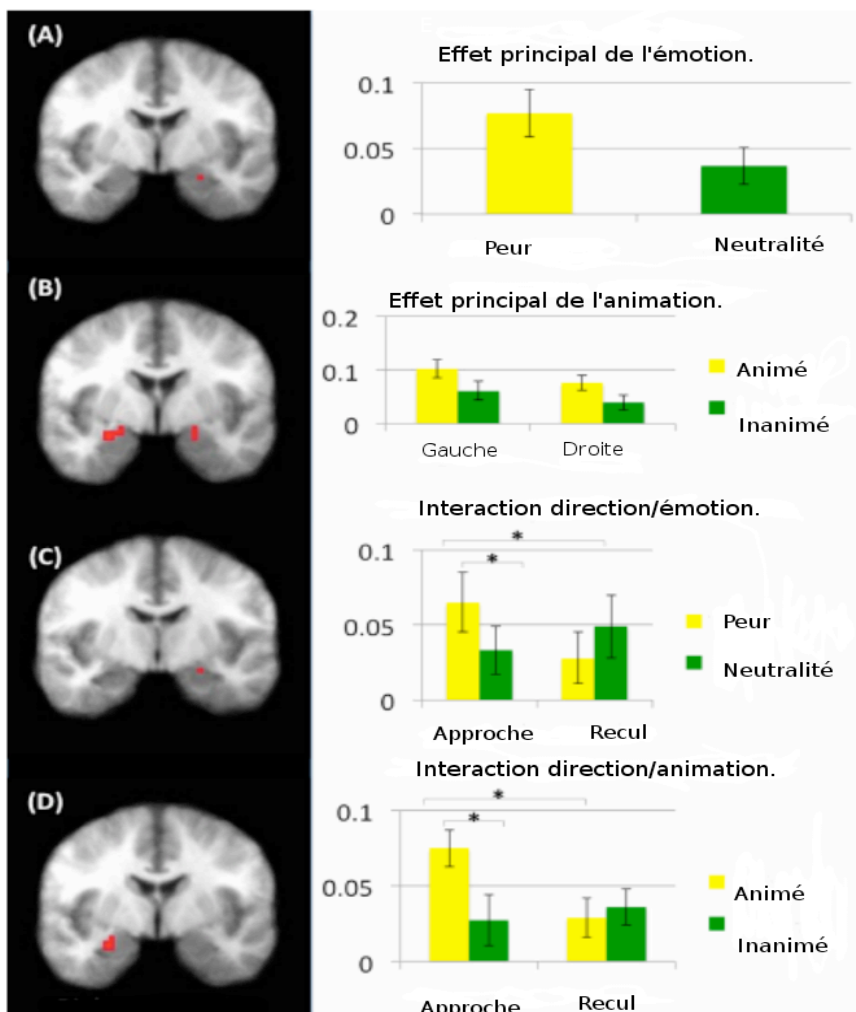 (A)
Effet principal de l'émotion.
0.1
0.05
0
Peur
Neutralité
(B)
Effet principal de l'animation.
0.2
0.1
0
Gauche
Droite
Animé
Inanimé
(C)
Interaction direction/émotion.
0.1
0.05
0
*
*
Approche
Recul
Peur
Neutralité
(D)
Interaction direction/animation.
0.1
0.05
0
*
*
Approche
Recul
Animé
Inanimé